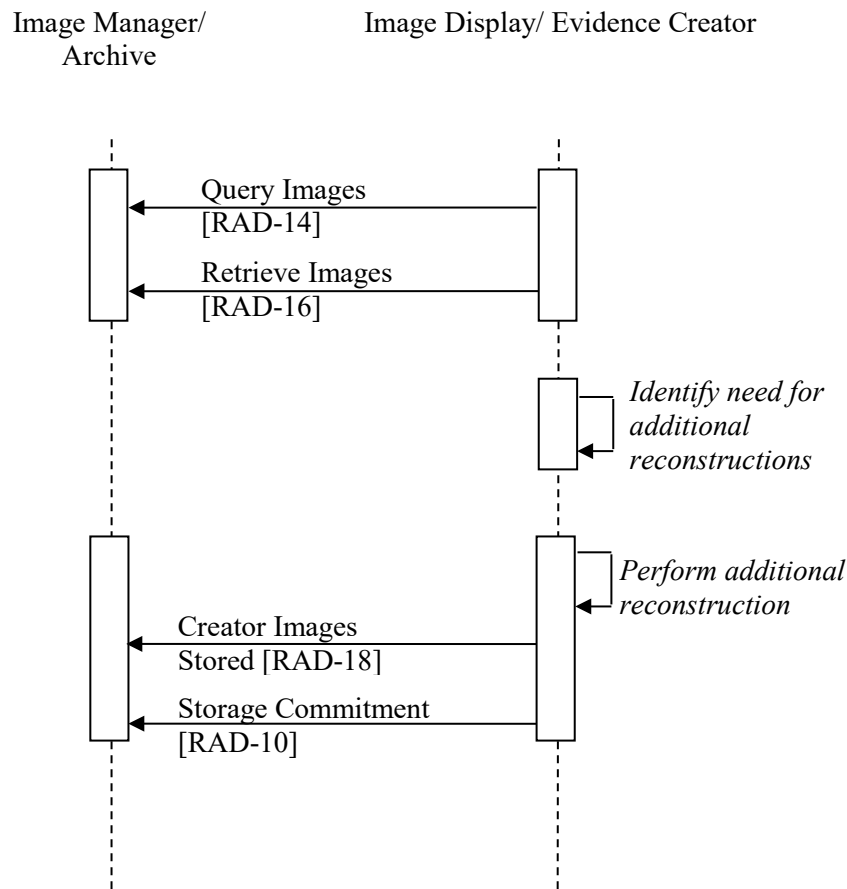 Image Manager/
Archive
Image Display/ Evidence Creator
Query Images
[RAD-14]
Retrieve Images
[RAD-16]
Identify need for
additional
reconstructions
Perform additional
reconstruction
Creator Images
Stored [RAD-18]
Storage Commitment
[RAD-10]